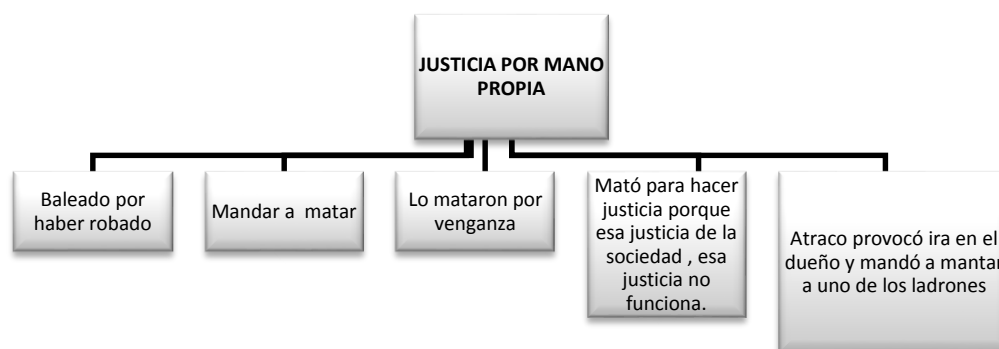 JUSTICIA POR MANO
PROPIA
Baleado por
haber robado
Mandar a matar
Lo mataron por
venganza
Mató para hacer
justicia porque
esa justicia de la
sociedad , esa
justicia no
funciona.
Atraco provocó ira en el
dueño y mandó a mantar
a uno de los ladrones